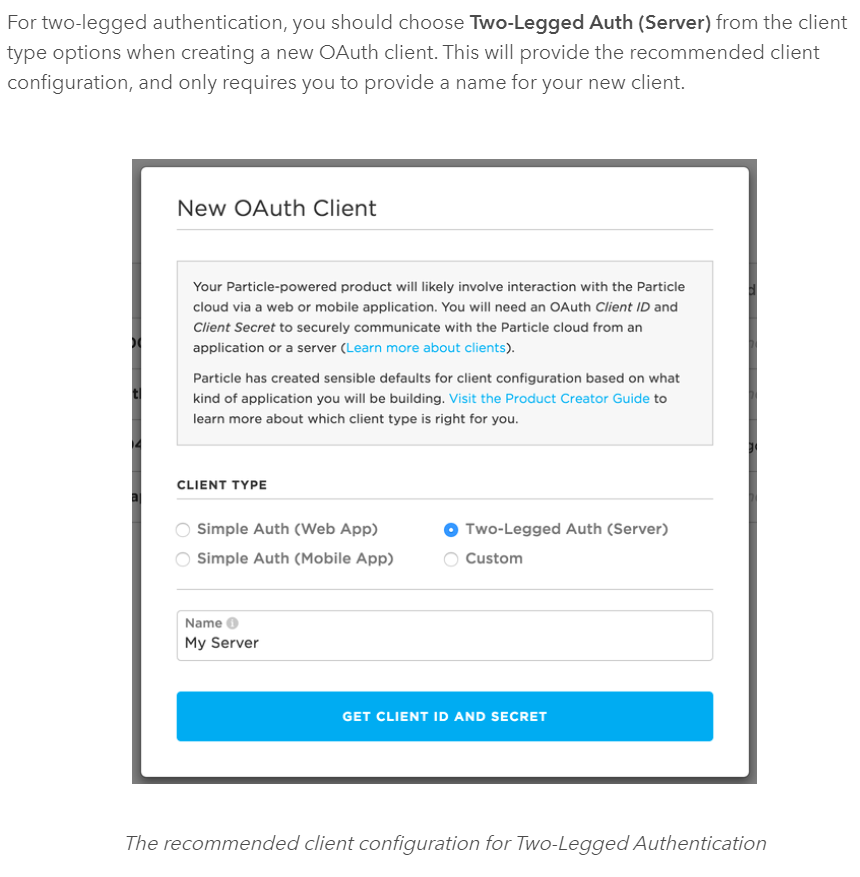 For two-legged authentication, you should choose Two-Legged Auth (Server) from the client
type options when creating a new OAuth client. This will provide the recommended client
configuration, and only requires you to provide a name for your new client.
New OAuth Client
Your Particle-powered product will likely involve interaction with the Particle
cloud via a web or mobile application. You will need an OAuth Client ID and
Client Secret to securely communicate with the Particle cloud from an
application or a server (Learn more about clients).
Particle has created sensible defaults for client configuration based on what
kind of application you will be building. Visit the Product Creator Guide to
learn more about which client type is right for you.
CLIENT TYPE
Simple Auth (Web App)
Two-Legged Auth (Server)
Simple Auth (Mobile App)
Custom
Name
My Server
GET CLIENT ID AND SECRET
The recommended client configuration for Two-Legged Authentication